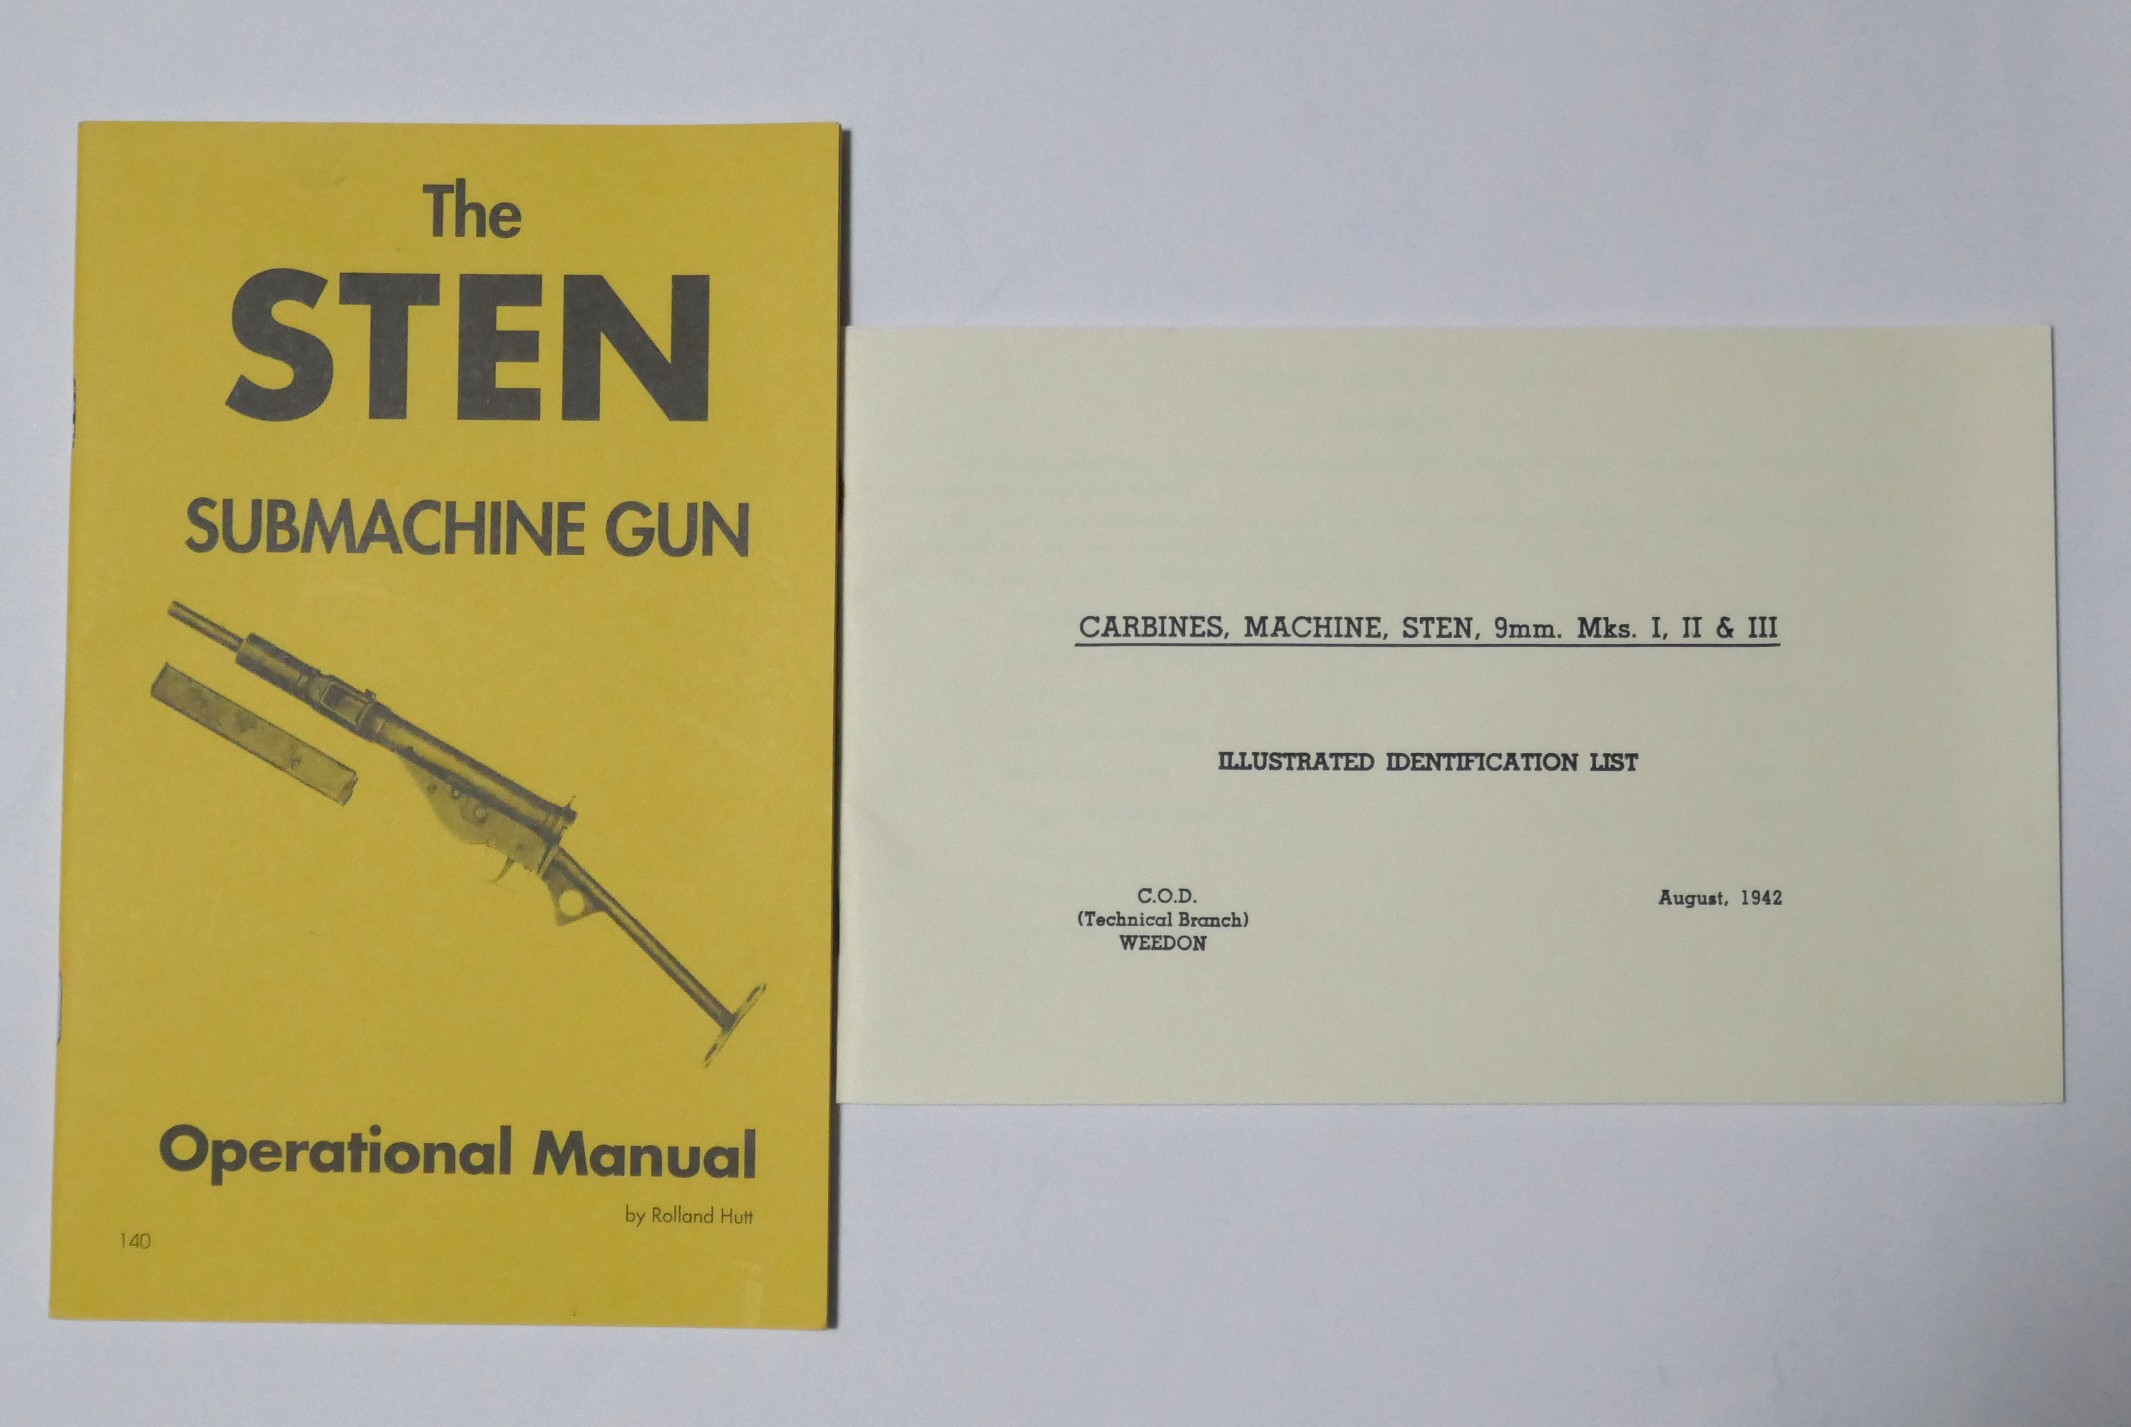 The
STEN
SUBMACHINE GUN
Operational Manual
by Rolland Hutt
140
CARBINES, MACHINE, STEN, 9mm. Mks. I, II & III
ILLUSTRATED IDENTIFICATION LIST
C.O.D.
(Technical Branch)
WEEDON
August, 1942